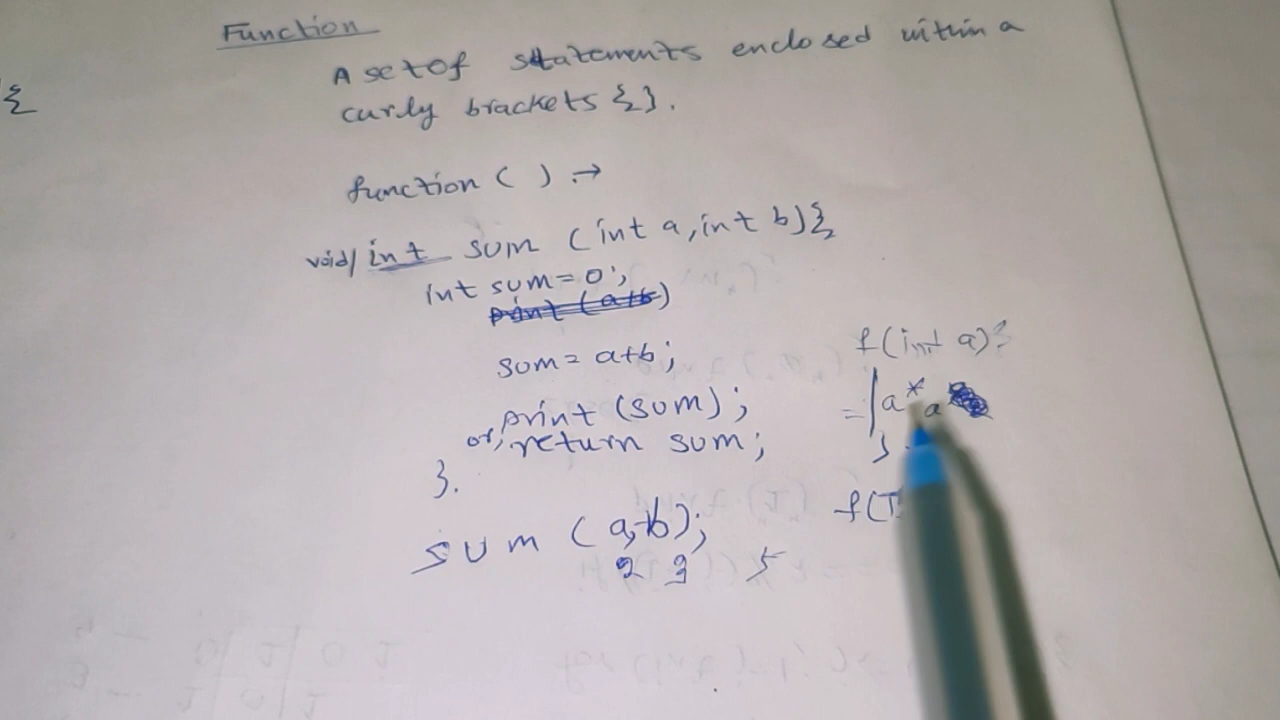 Function
A set of statements enclosed within a
curly brackets {}.
{
function ( ) →
void/int sum (int a, int b){
int sum = 0;
print (a+b)
sum = a+b;
print (sum);
or, return sum;
}.
sum (a,b);
2 3 5
f(int a)
= a*a
}
f(